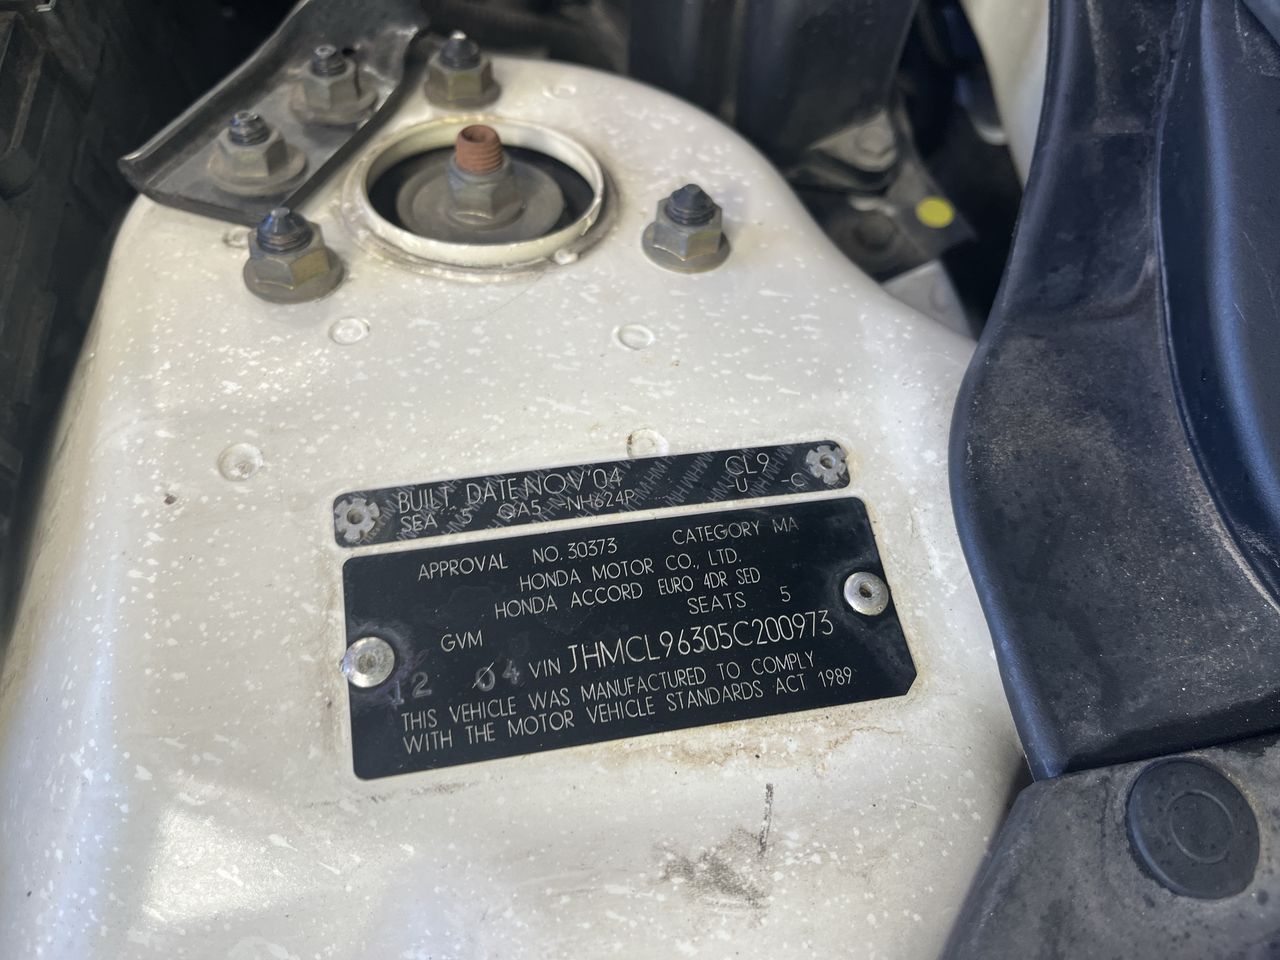 BUILT DATE NOV'04 CL9
SEA 5 QA5 -NH624P -U -C
APPROVAL NO. 30373 CATEGORY MA
HONDA MOTOR CO., LTD.
HONDA ACCORD EURO 4DR SED
SEATS 5
GVM
12 04 VIN JHMCL96305C200973
THIS VEHICLE WAS MANUFACTURED TO COMPLY
WITH THE MOTOR VEHICLE STANDARDS ACT 1989